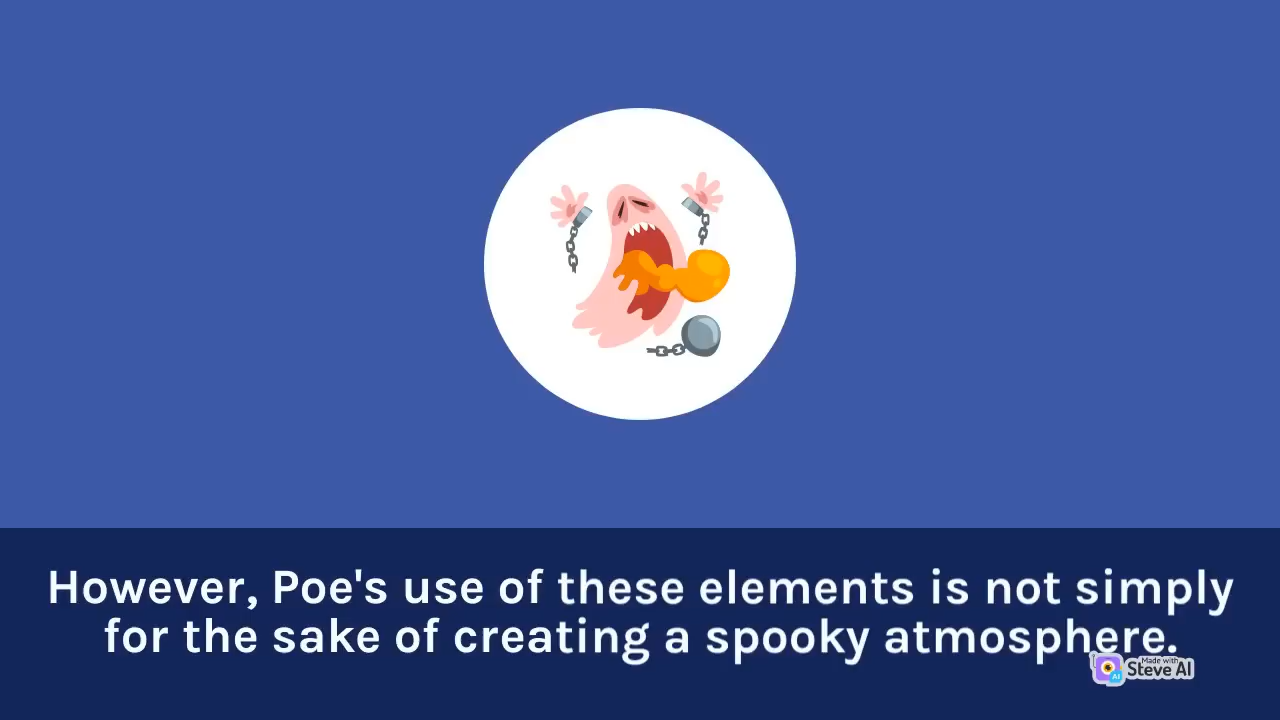 However, Poe's use of these elements is not simply
for the sake of creating a spooky atmosphere.
Made with
Steve AI
AI